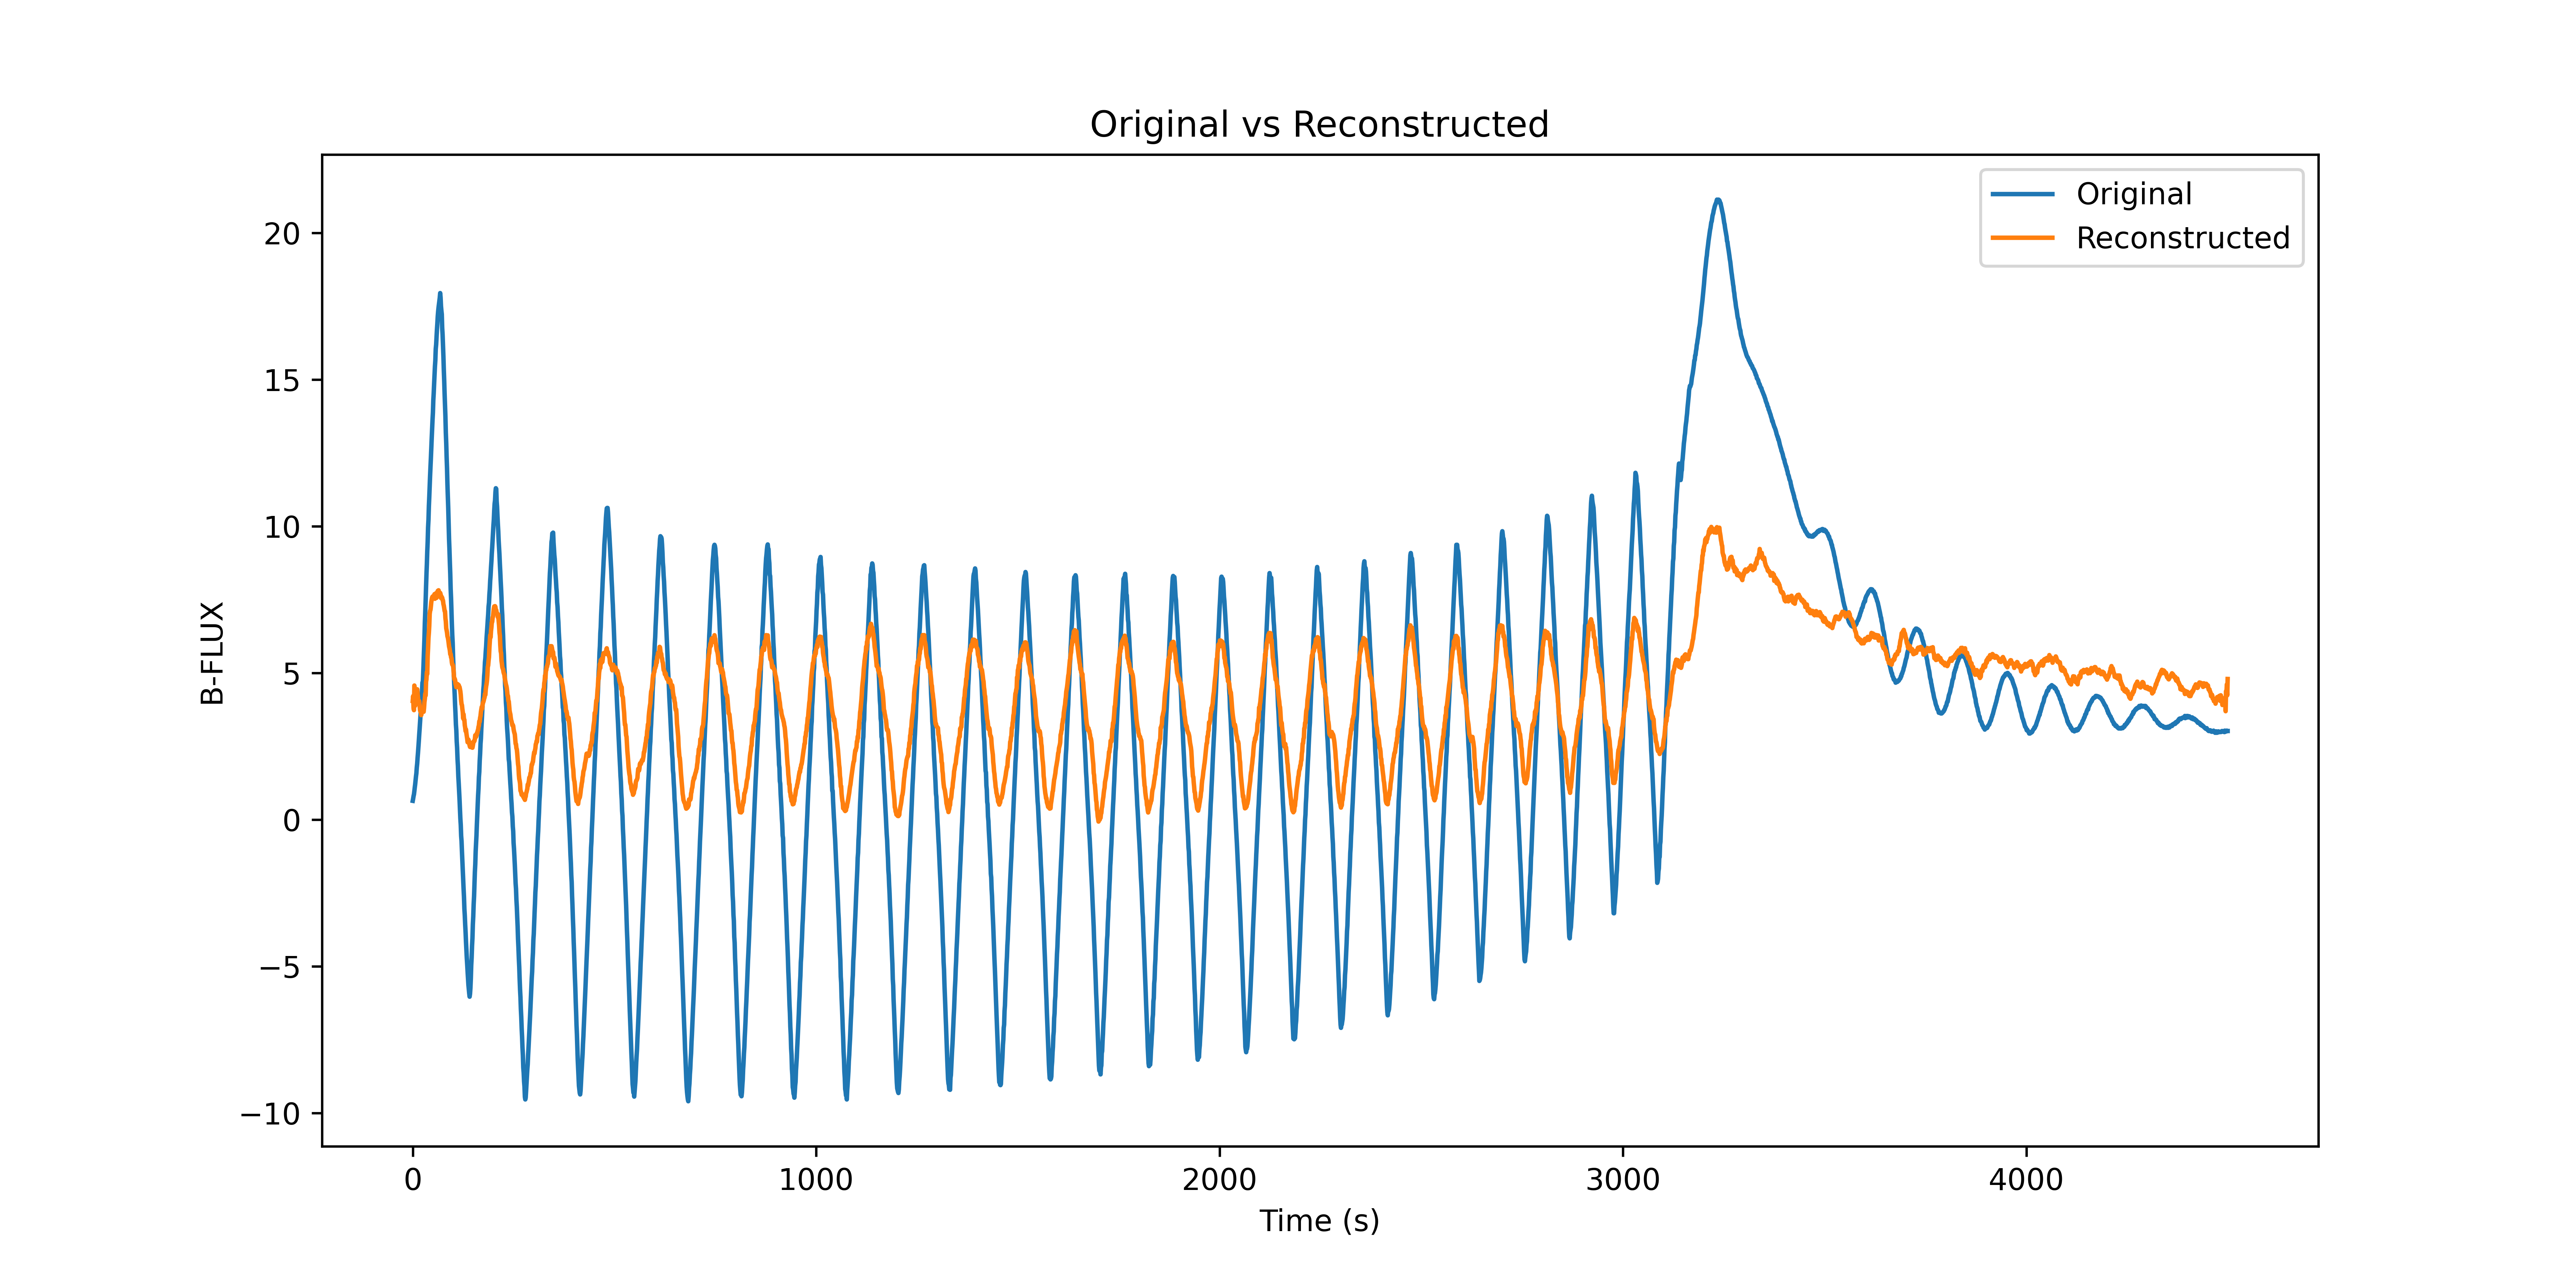 Original vs Reconstructed
Original
Reconstructed
B-FLUX
20
15
10
5
0
−5
−10
0 1000 2000 3000 4000
Time (s)